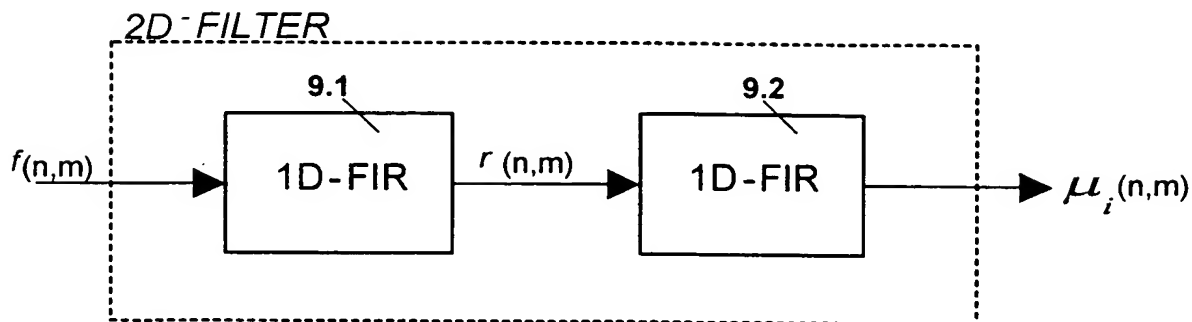 2D-FILTER
9.1
9.2
f(n,m)
1D-FIR
r (n,m)
1D-FIR
μi(n,m)